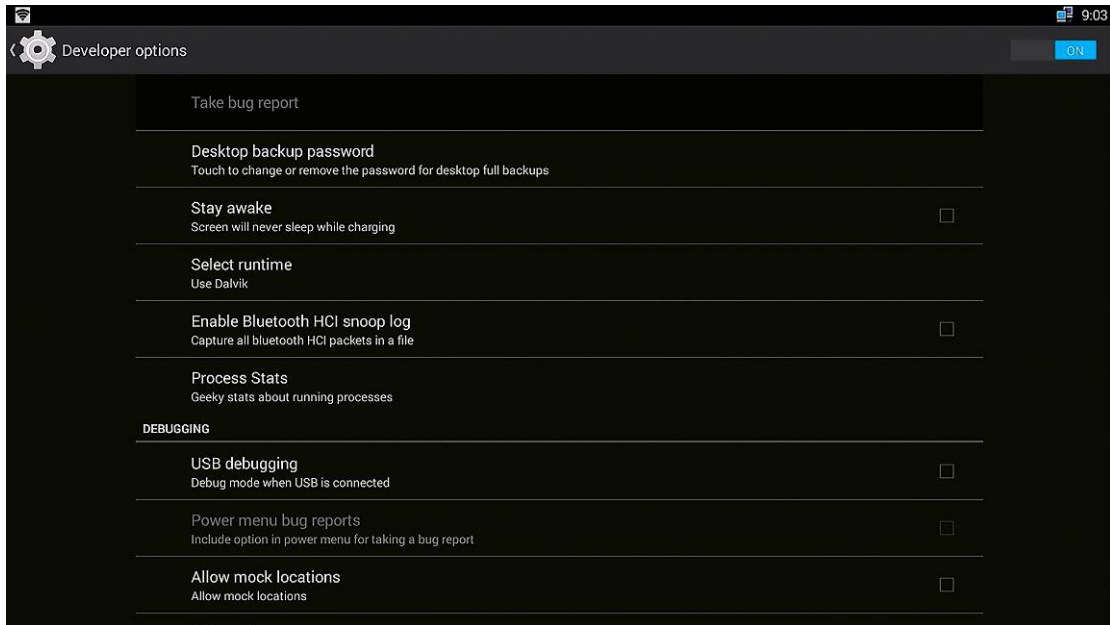 9:03
Developer options
ON
Take bug report
Desktop backup password
Touch to change or remove the password for desktop full backups
Stay awake
Screen will never sleep while charging
Select runtime
Use Dalvik
Enable Bluetooth HCI snoop log
Capture all bluetooth HCI packets in a file
Process Stats
Geeky stats about running processes
DEBUGGING
USB debugging
Debug mode when USB is connected
Power menu bug reports
Include option in power menu for taking a bug report
Allow mock locations
Allow mock locations